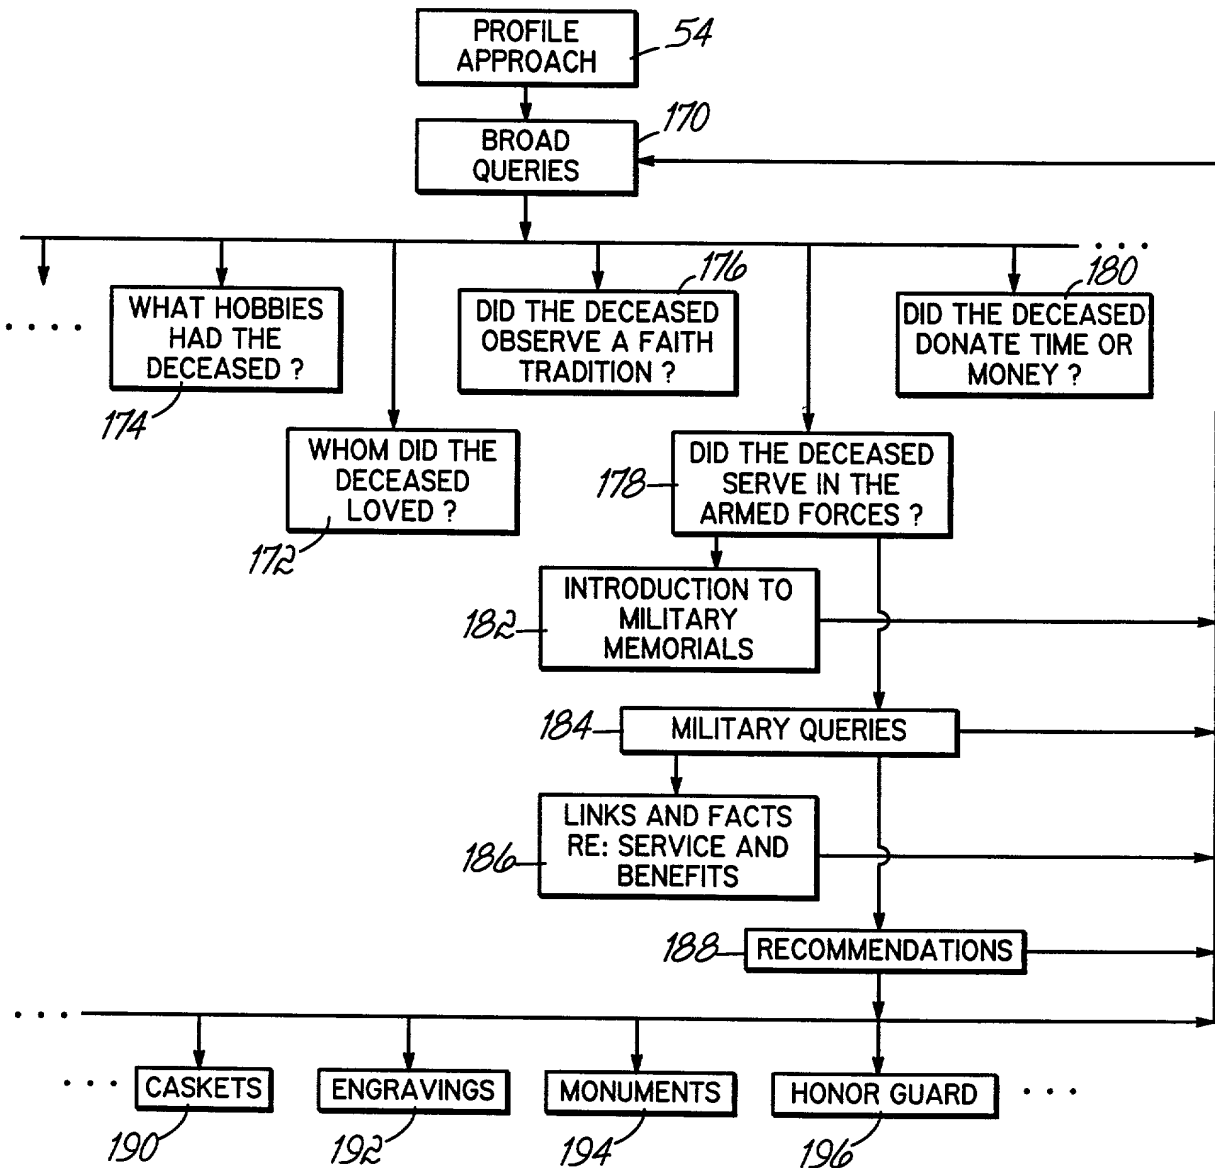 PROFILE
APPROACH
54
BROAD
QUERIES
170
. . . .
. . . .
WHAT HOBBIES
HAD THE
DECEASED ?
174
176
DID THE DECEASED
OBSERVE A FAITH
TRADITION ?
180
DID THE DECEASED
DONATE TIME OR
MONEY ?
WHOM DID THE
DECEASED
LOVED ?
172
178
DID THE DECEASED
SERVE IN THE
ARMED FORCES ?
182
INTRODUCTION TO
MILITARY
MEMORIALS
184
MILITARY QUERIES
186
LINKS AND FACTS
RE: SERVICE AND
BENEFITS
188
RECOMMENDATIONS
. . . .
. . . CASKETS
ENGRAVINGS
MONUMENTS
HONOR GUARD . . .
190
192
194
196